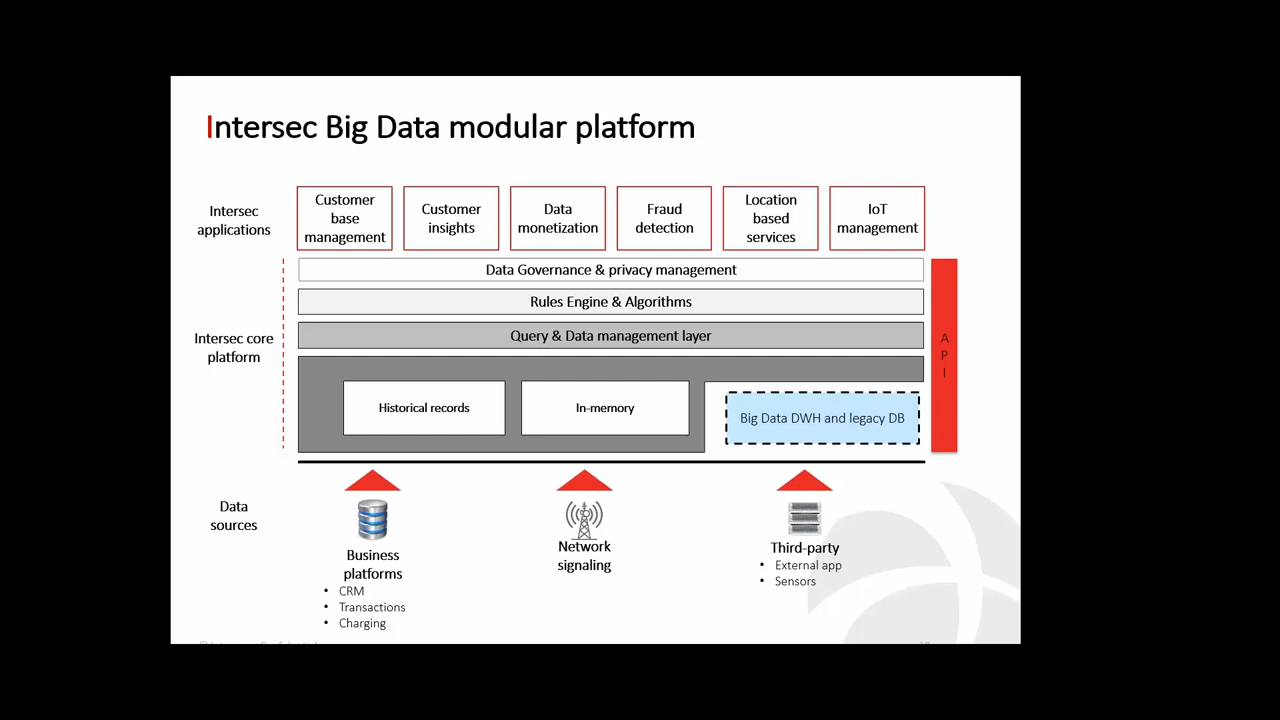 Intersec Big Data modular platform
Intersec
applications
Customer
base
management
Customer
insights
Data
monetization
Fraud
detection
Location
based
services
IoT
management
Data Governance & privacy management
Rules Engine & Algorithms
Intersec core
platform
Query & Data management layer
A
P
I
Historical records
In-memory
Big Data DWH and legacy DB
Data
sources
Business
platforms
• CRM
• Transactions
• Charging
Network
signaling
Third-party
• External app
• Sensors